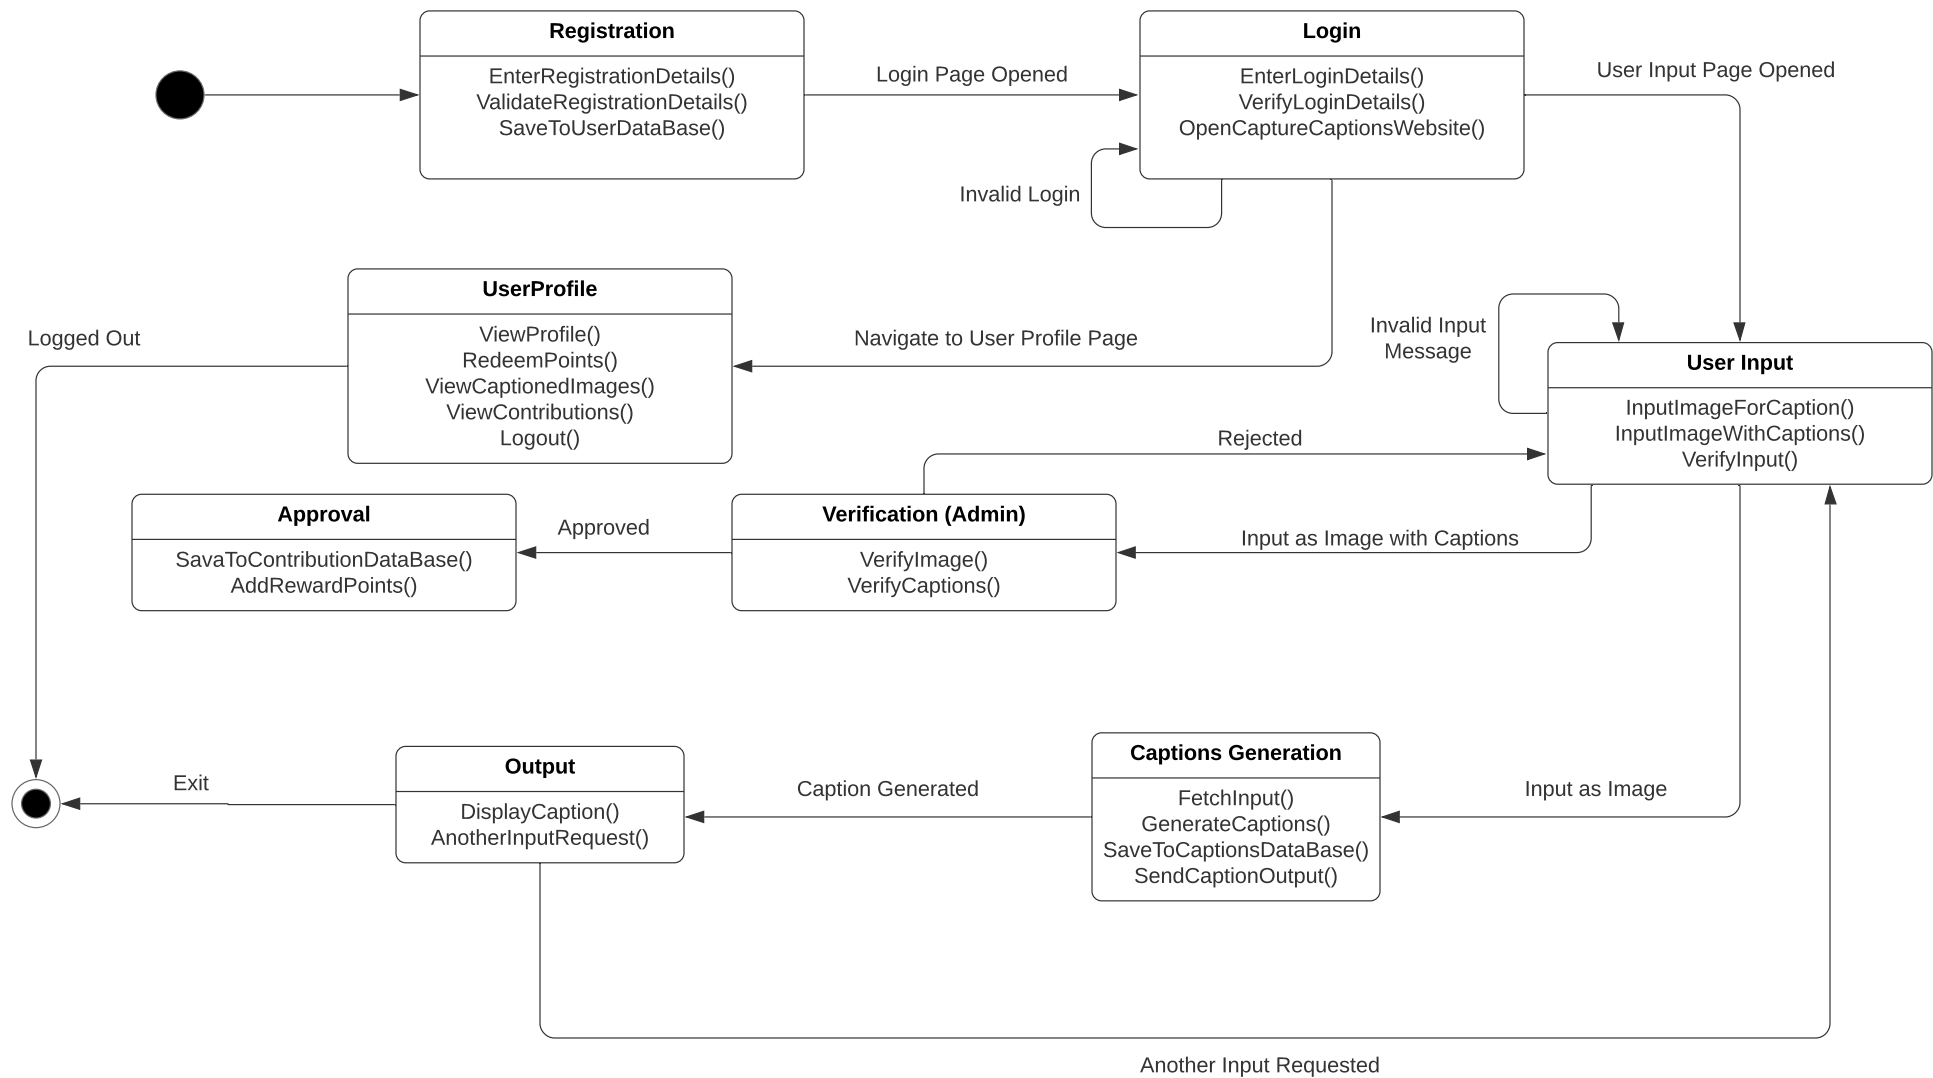 Registration
EnterRegistrationDetails()
ValidateRegistrationDetails()
SaveToUserDataBase()
Login Page Opened
Login
EnterLoginDetails()
VerifyLoginDetails()
OpenCaptureCaptionsWebsite()
User Input Page Opened
Invalid Login
UserProfile
ViewProfile()
RedeemPoints()
ViewCaptionedImages()
ViewContributions()
Logout()
Logged Out
Navigate to User Profile Page
Invalid Input
Message
User Input
InputImageForCaption()
InputImageWithCaptions()
VerifyInput()
Rejected
Approval
SavaToContributionDataBase()
AddRewardPoints()
Approved
Verification (Admin)
VerifyImage()
VerifyCaptions()
Input as Image with Captions
Exit
Output
DisplayCaption()
AnotherInputRequest()
Caption Generated
Captions Generation
FetchInput()
GenerateCaptions()
SaveToCaptionsDataBase()
SendCaptionOutput()
Input as Image
Another Input Requested